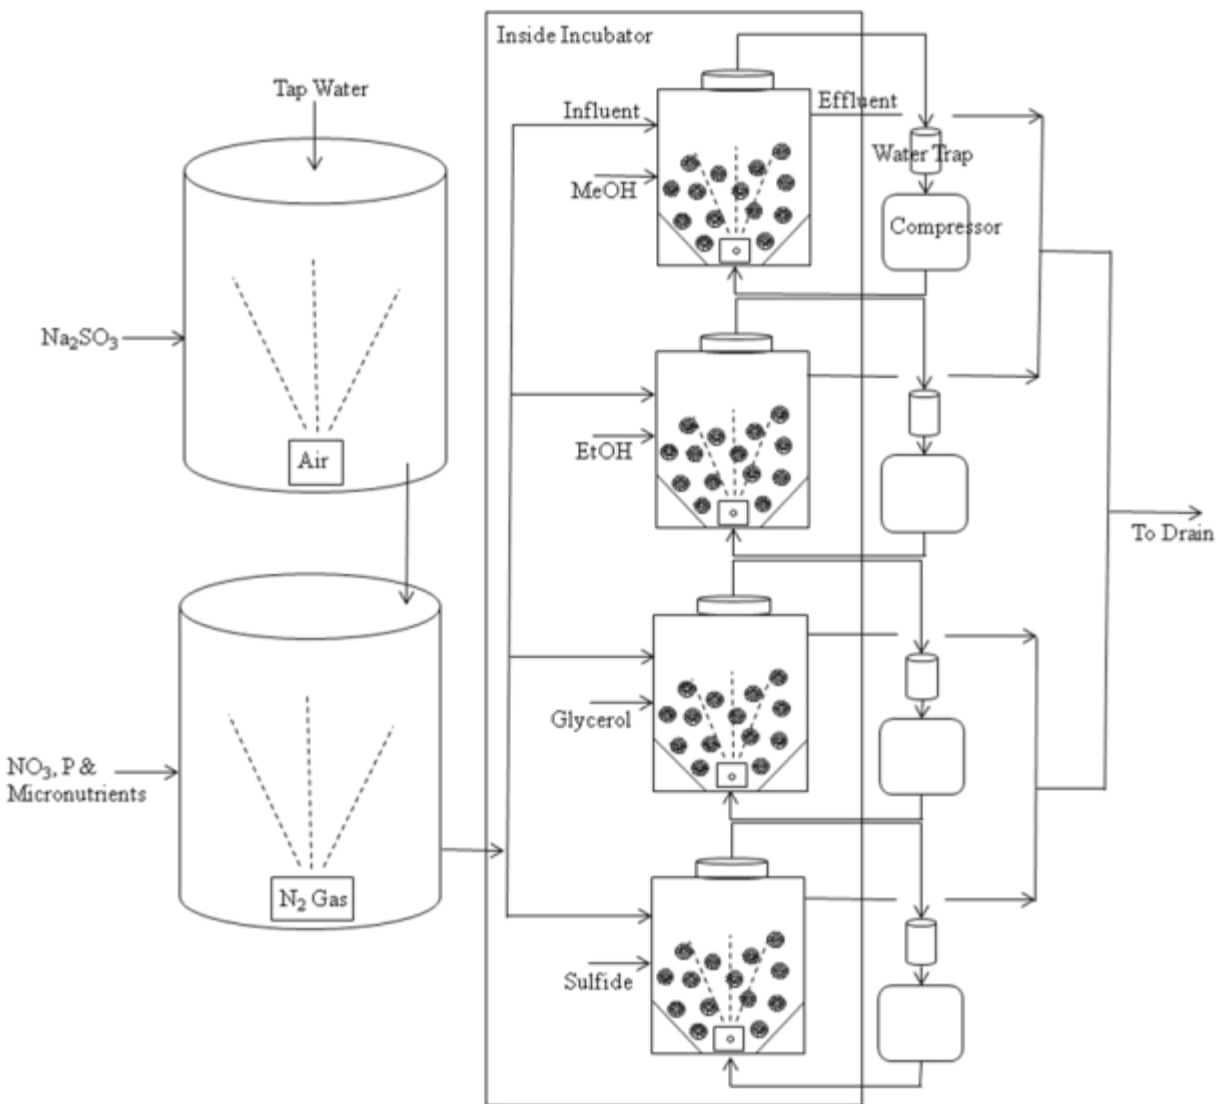 Inside Incubator
Tap Water
Influent
Effluent
Water Trap
MeOH
Compressor
Na₂SO₃
EtOH
Air
To Drain
Glycerol
NO₃, P &
Micronutrients
N₂ Gas
Sulfide